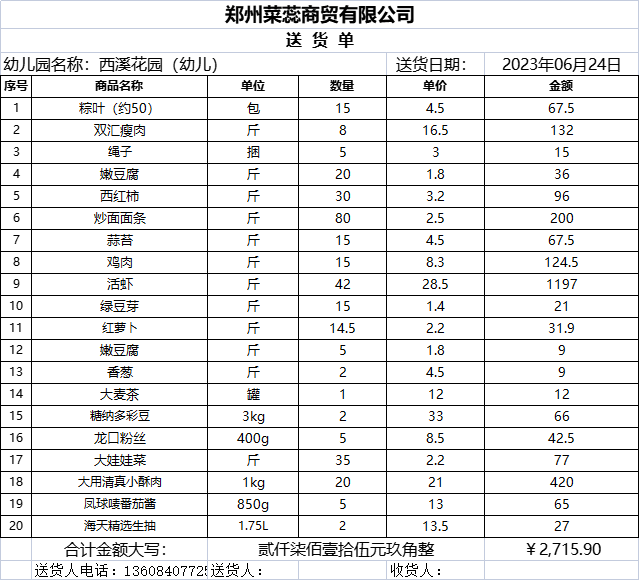 郑州菜蕊商贸有限公司
送 货 单
幼儿园名称：西溪花园（幼儿） 送货日期： 2023年06月24日
序号 商品名称 单位 数量 单价 金额
1 粽叶（约50） 包 15 4.5 67.5
2 双汇瘦肉 斤 8 16.5 132
3 绳子 捆 5 3 15
4 嫩豆腐 斤 20 1.8 36
5 西红柿 斤 30 3.2 96
6 炒面面条 斤 80 2.5 200
7 蒜苔 斤 15 4.5 67.5
8 鸡肉 斤 15 8.3 124.5
9 活虾 斤 42 28.5 1197
10 绿豆芽 斤 15 1.4 21
11 红萝卜 斤 14.5 2.2 31.9
12 嫩豆腐 斤 5 1.8 9
13 香葱 斤 2 4.5 9
14 大麦茶 罐 1 12 12
15 糖纳多彩豆 3kg 2 33 66
16 龙口粉丝 400g 5 8.5 42.5
17 大娃娃菜 斤 35 2.2 77
18 大用清真小酥肉 1kg 20 21 420
19 凤球唛番茄酱 850g 5 13 65
20 海天精选生抽 1.75L 2 13.5 27
合计金额大写： 贰仟柒佰壹拾伍元玖角整 ￥2,715.90
送货人电话：1360840772 送货人： 收货人：